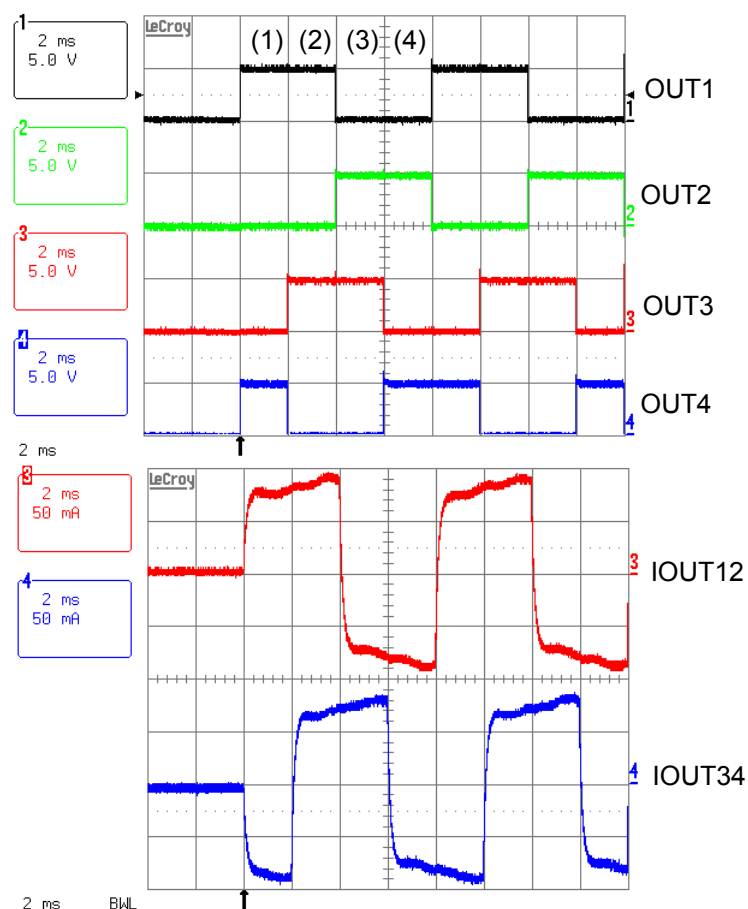 1
2 ms
5.0 V
LeCroy
(1) (2) (3) (4)
1
OUT1
2
2 ms
5.0 V
2
OUT2
3
2 ms
5.0 V
3
OUT3
4
2 ms
5.0 V
4
OUT4
2 ms
3
2 ms
50 mA
LeCroy
3
IOUT12
4
2 ms
50 mA
4
IOUT34
2 ms BWL